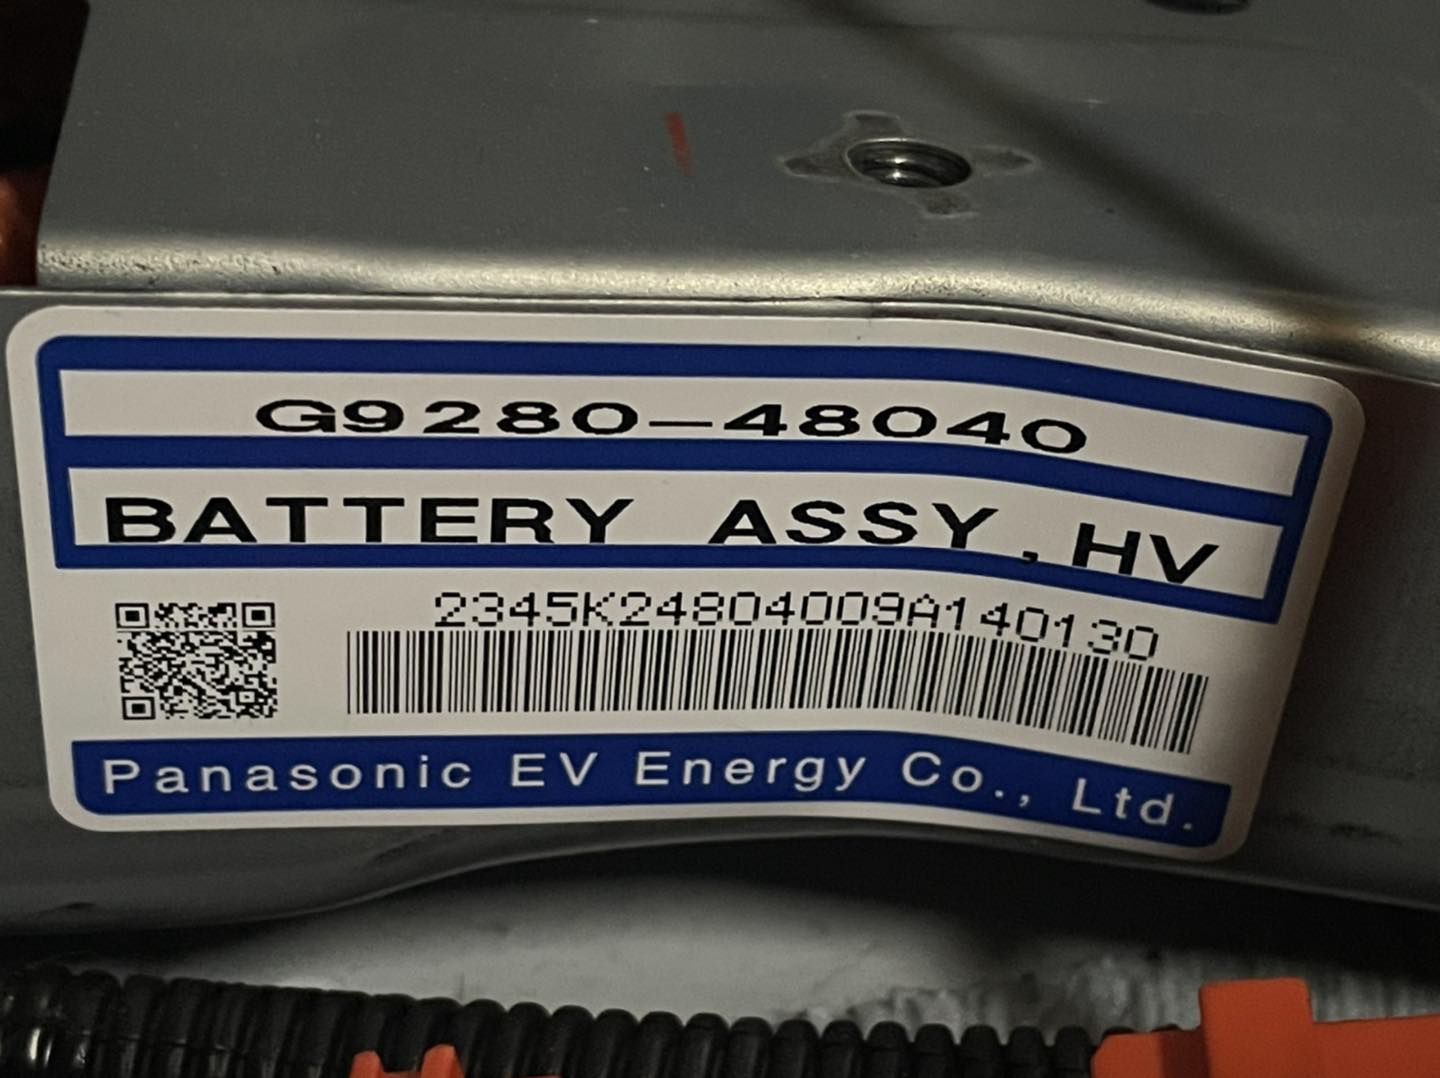 G9280-48040
BATTERY ASSY,HV
2345K24804009A140130
Panasonic EV Energy Co., Ltd.